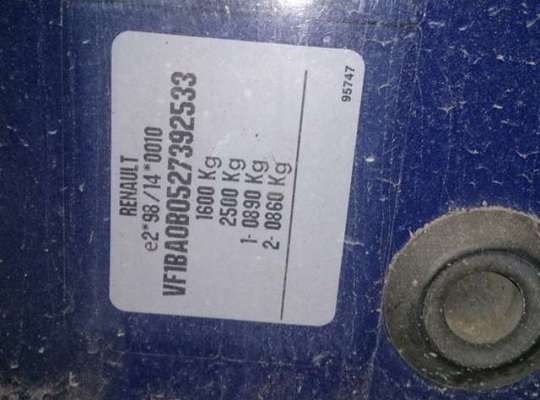 RENAULT
e2*98/14*0010
VF1BA0B0527392533
1600 Kg
2500 Kg
1- 0890 Kg
2- 0860 Kg
95747